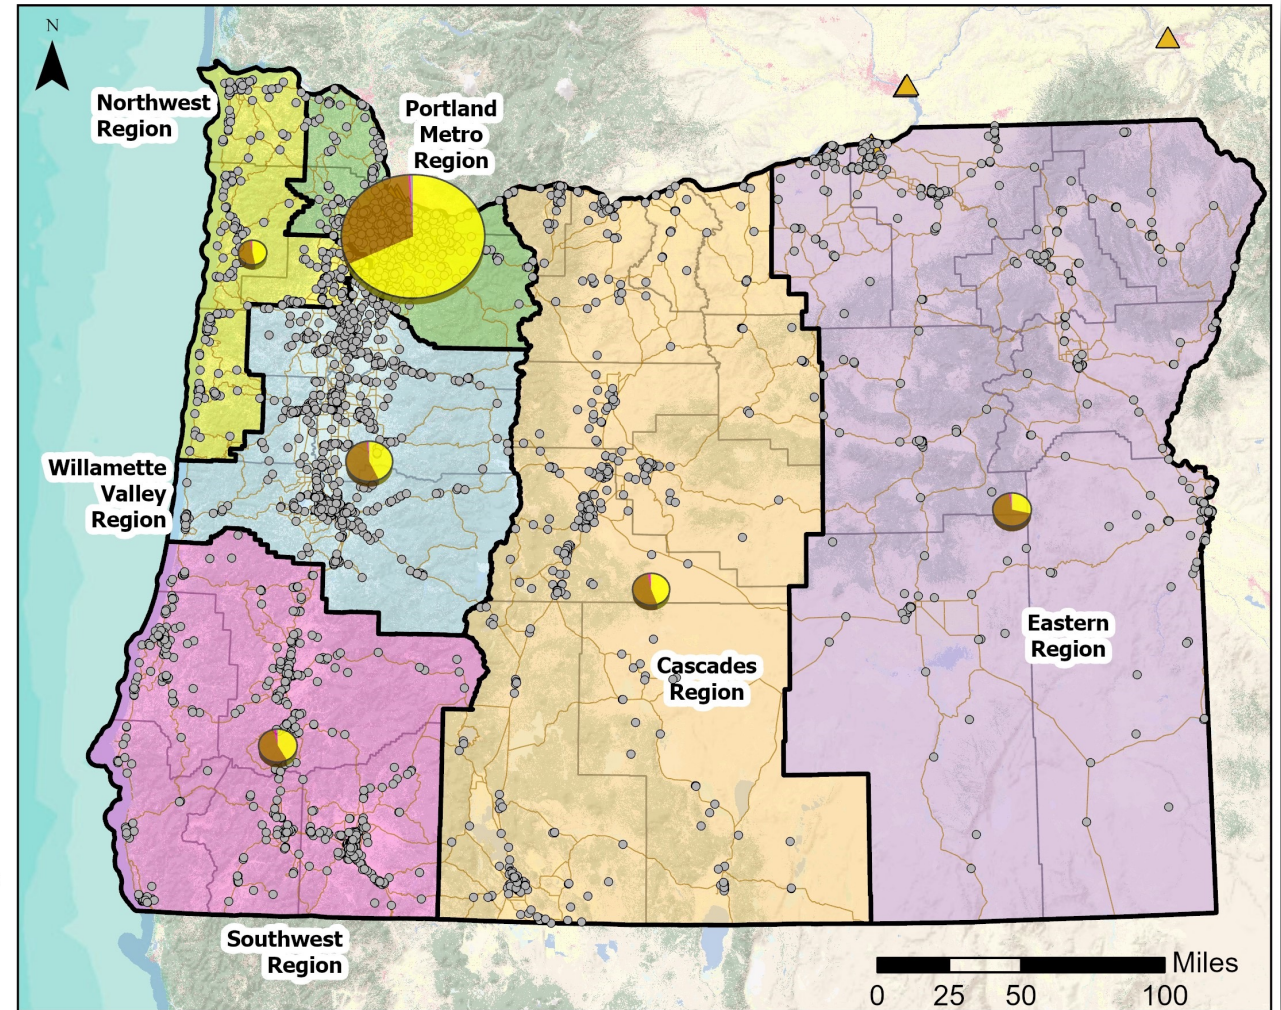 N
Northwest
Region
Portland
Metro
Region
Willamette
Valley
Region
Eastern
Region
Cascades
Region
Southwest
Region
Miles
0 25 50 100